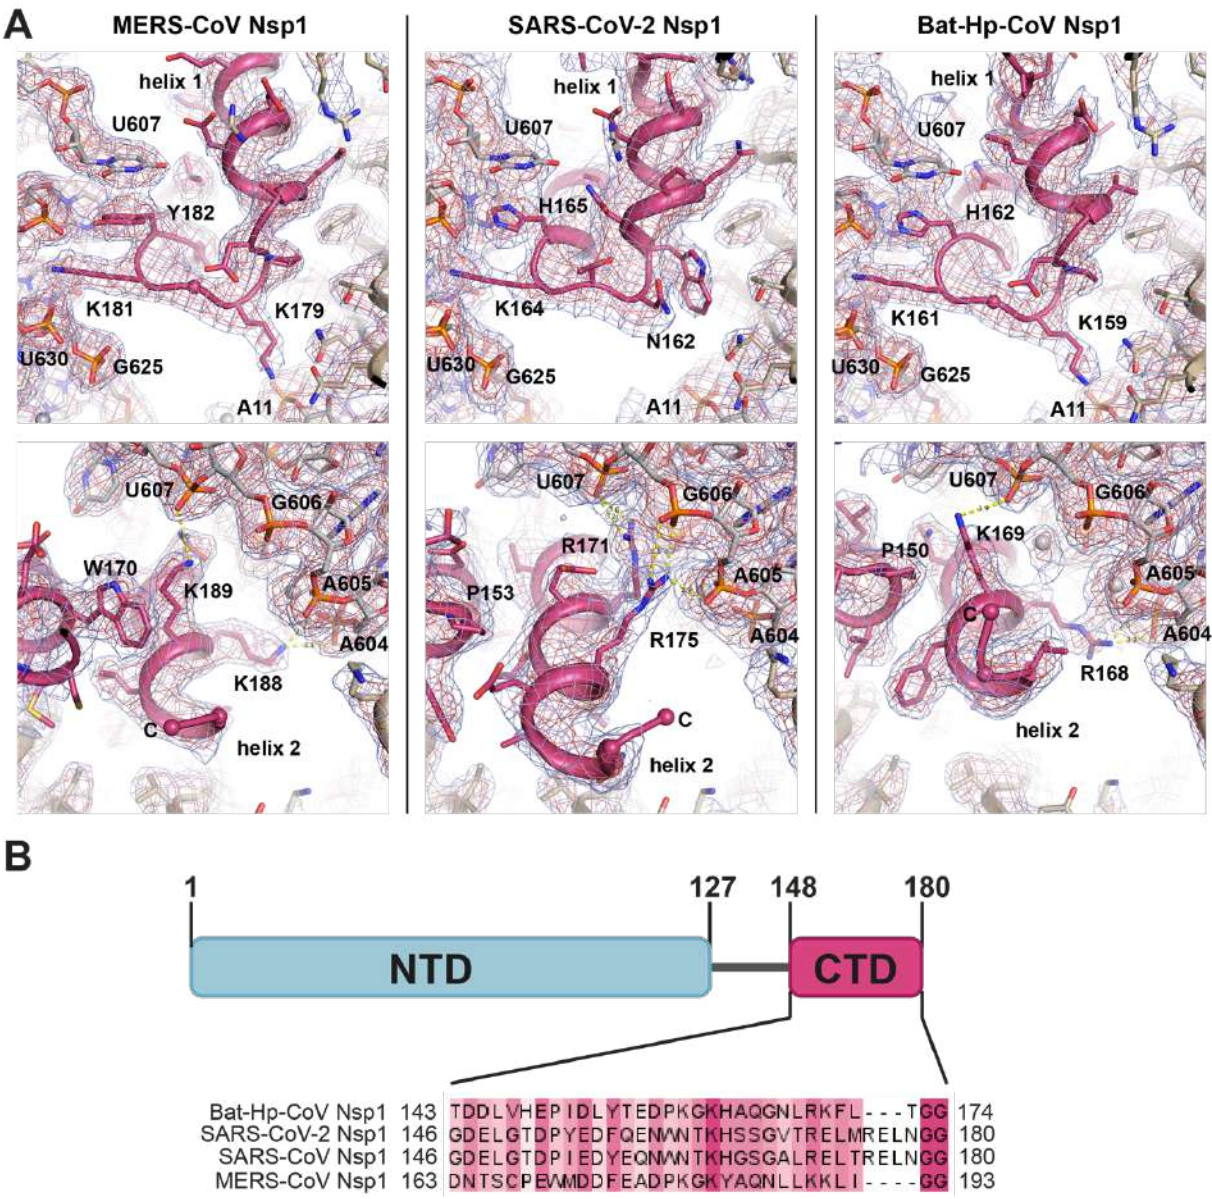 A
MERS-CoV Nsp1
SARS-CoV-2 Nsp1
Bat-Hp-CoV Nsp1
helix 1
U607
Y182
K181
K179
U630
G625
A11
helix 1
U607
H165
K164
N162
U630
G625
A11
helix 1
U607
H162
K161
K159
U630
G625
A11
U607
G606
W170
K189
A605
A604
K188
C
helix 2
U607
G606
R171
P153
A605
A604
R175
C
helix 2
U607
G606
K169
P150
A605
C
A604
R168
helix 2
B
1 127 148 180
NTD CTD
Bat-Hp-CoV Nsp1 143 TDDLVHEPIDLYTEDPKGKHAQGNLRKFL---TGG 174
SARS-CoV-2 Nsp1 146 GDELGTDPYEDFQENWNTKHSSGVTRELMRELNGG 180
SARS-CoV Nsp1 146 GDELGTDPIEDYEQNWNTKHGSGALRELTRELNGG 180
MERS-CoV Nsp1 163 DNTSCPEWMDDFEADPKGKYAQNLLKKLI----GG 193